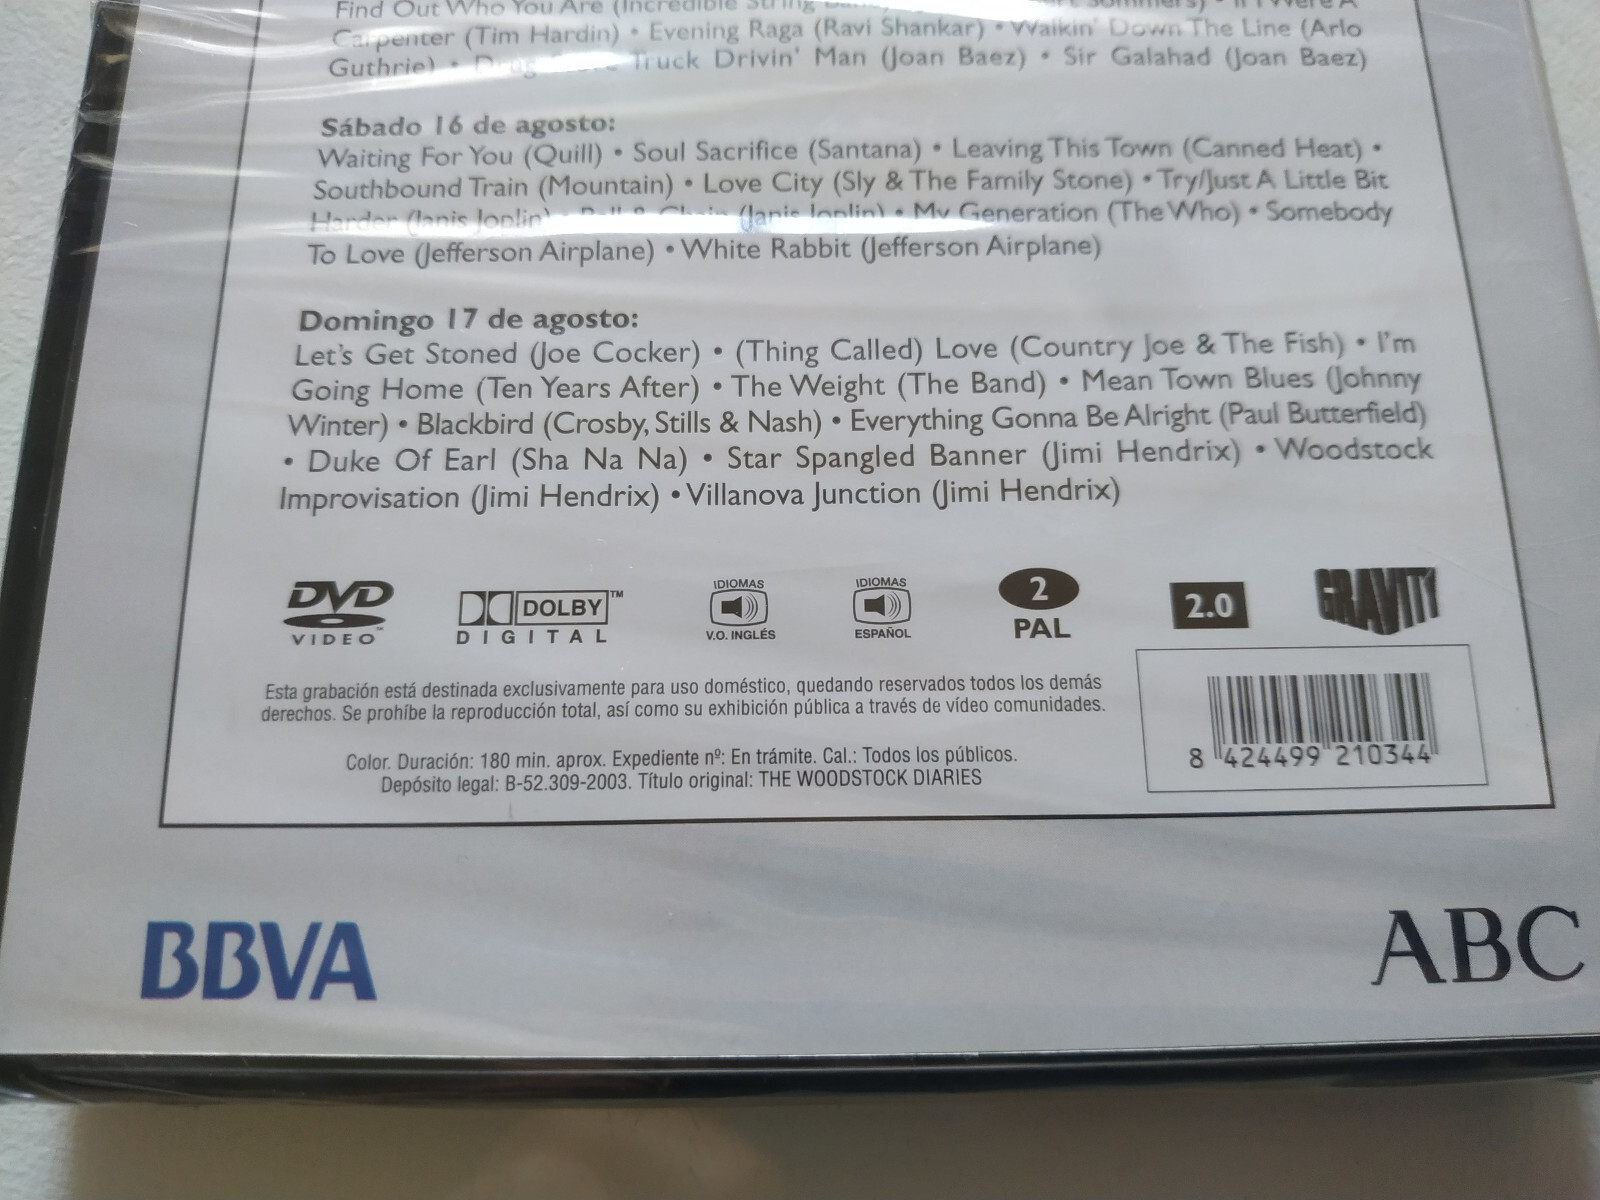 Find Out Who You Are (Incredible String If I Were A
Carpenter (Tim Hardin) • Evening Raga (Ravi Shankar) • Walkin' Down The Line (Arlo
Guthrie) • Truck Drivin' Man (Joan Baez) • Sir Galahad (Joan Baez)
Sábado 16 de agosto:
Waiting For You (Quill) • Soul Sacrifice (Santana) • Leaving This Town (Canned Heat) •
Southbound Train (Mountain) • Love City (Sly & The Family Stone) • Try/Just A Little Bit
Harder (Janis Joplin) • Ball & Chain (Janis Joplin) • My Generation (The Who) • Somebody
To Love (Jefferson Airplane) • White Rabbit (Jefferson Airplane)
Domingo 17 de agosto:
Let's Get Stoned (Joe Cocker) • (Thing Called) Love (Country Joe & The Fish) • I'm
Going Home (Ten Years After) • The Weight (The Band) • Mean Town Blues (Johnny
Winter) • Blackbird (Crosby, Stills & Nash) • Everything Gonna Be Alright (Paul Butterfield)
• Duke Of Earl (Sha Na Na) • Star Spangled Banner (Jimi Hendrix) • Woodstock
Improvisation (Jimi Hendrix) • Villanova Junction (Jimi Hendrix)
DVD
VIDEO™
DOLBY™
DIGITAL
IDIOMAS
V.O. INGLÉS
IDIOMAS
ESPAÑOL
2
PAL
2.0
GRAVITY
Esta grabación está destinada exclusivamente para uso doméstico, quedando reservados todos los demás
derechos. Se prohíbe la reproducción total, así como su exhibición pública a través de vídeo comunidades.
Color. Duración: 180 min. aprox. Expediente nº: En trámite. Cal.: Todos los públicos.
Depósito legal: B-52.309-2003. Título original: THE WOODSTOCK DIARIES
8 424499 210344
BBVA
ABC